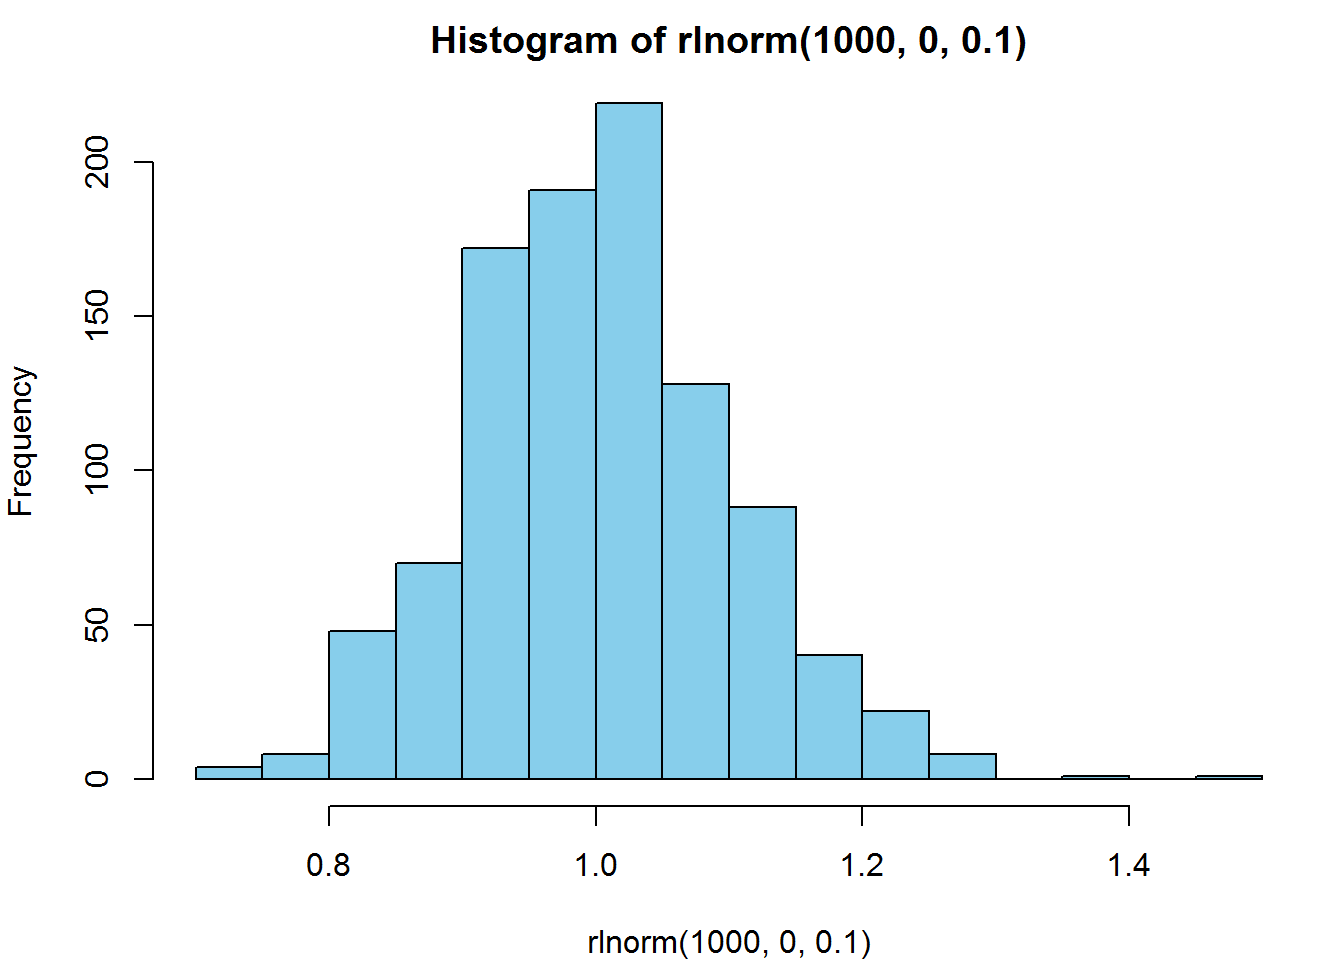 Histogram of rlnorm(1000, 0, 0.1)
Frequency
200
150
100
50
0
0.8 1.0 1.2 1.4
rlnorm(1000, 0, 0.1)